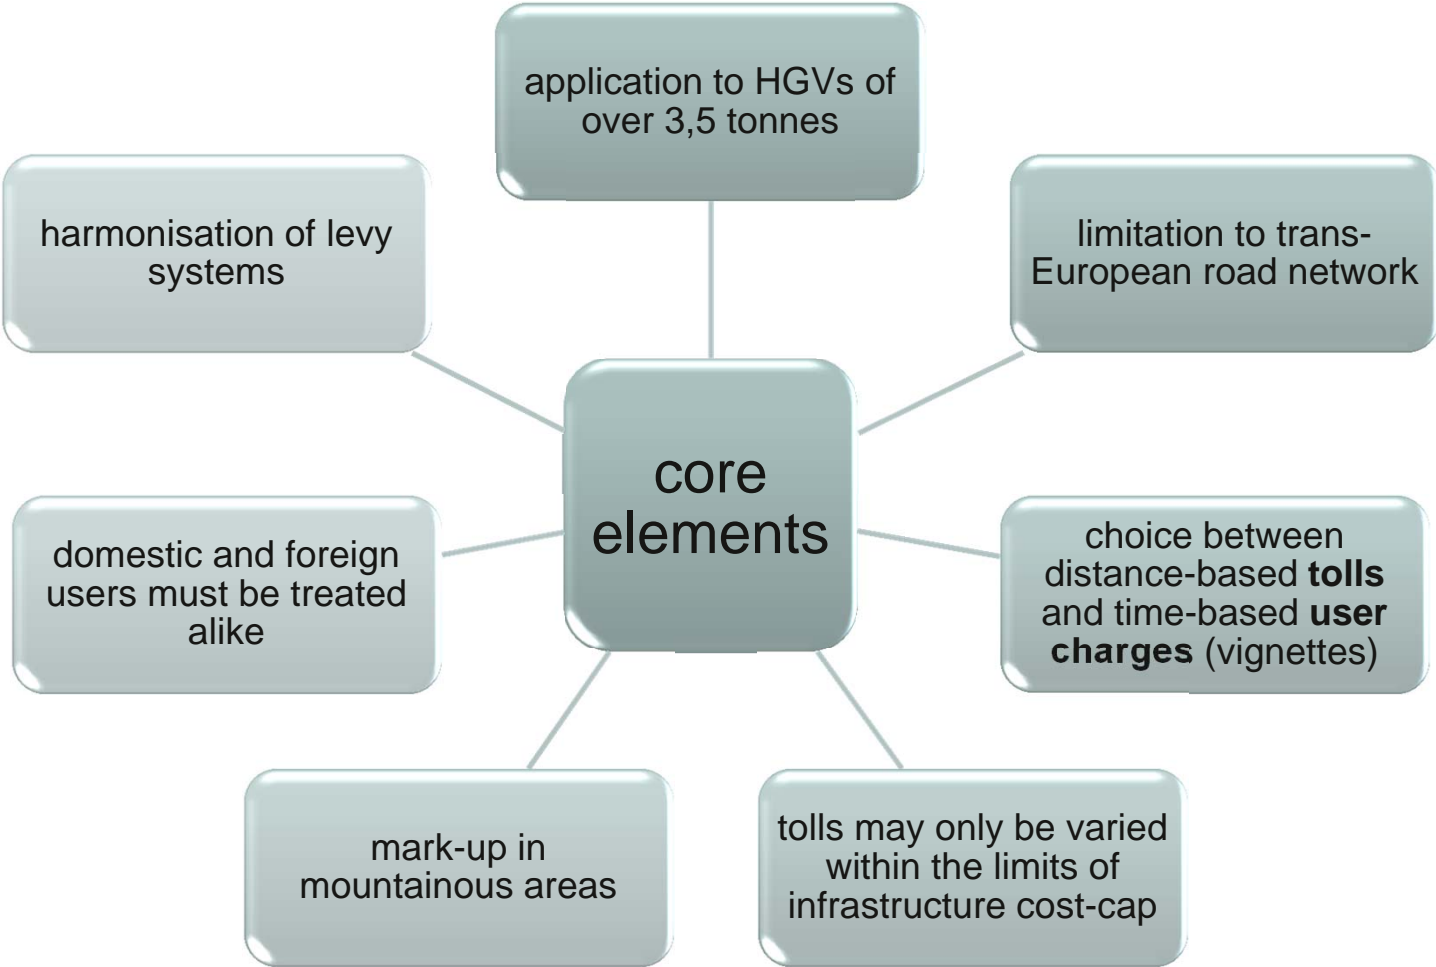 application to HGVs of
over 3,5 tonnes
limitation to trans-
European road network
choice between
distance-based tolls
and time-based user
charges (vignettes)
tolls may only be varied
within the limits of
infrastructure cost-cap
mark-up in
mountainous areas
domestic and foreign
users must be treated
alike
harmonisation of levy
systems
core
elements